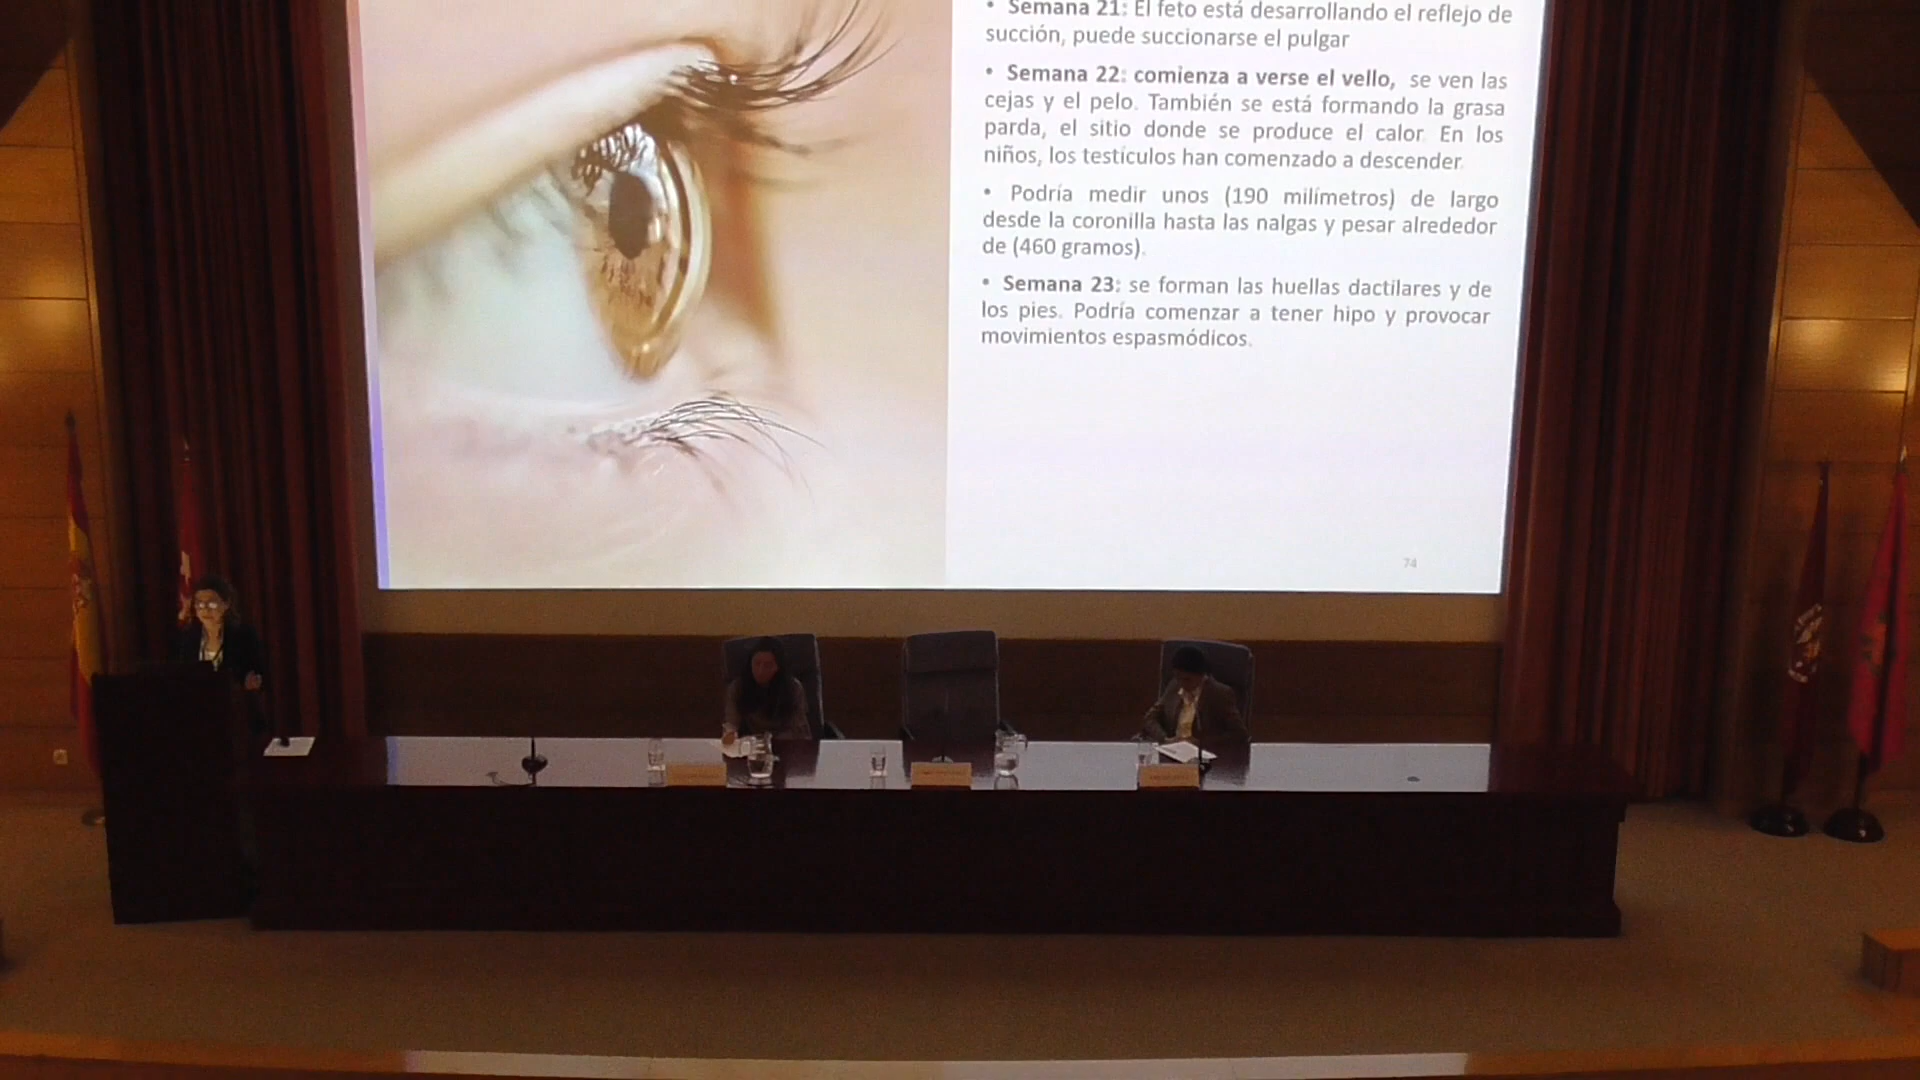 • Semana 21: El feto está desarrollando el reflejo de
succión, puede succionarse el pulgar
• Semana 22: comienza a verse el vello, se ven las
cejas y el pelo. También se está formando la grasa
parda, el sitio donde se produce el calor. En los
niños, los testículos han comenzado a descender.
• Podría medir unos (190 milímetros) de largo
desde la coronilla hasta las nalgas y pesar alrededor
de (460 gramos).
• Semana 23: se forman las huellas dactilares y de
los pies. Podría comenzar a tener hipo y provocar
movimientos espasmódicos.
74